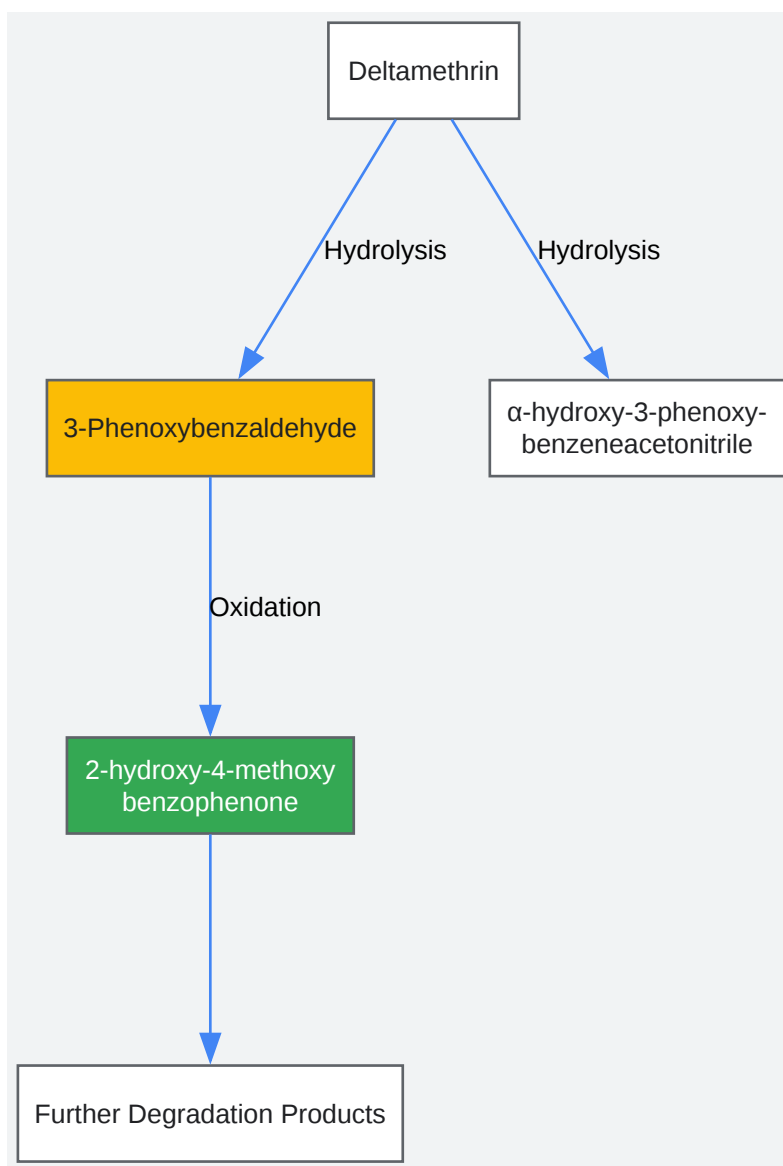 Deltamethrin
Hydrolysis
Hydrolysis
3-Phenoxybenzaldehyde
α-hydroxy-3-phenoxy-
benzeneacetonitrile
Oxidation
2-hydroxy-4-methoxy
benzophenone
Further Degradation Products